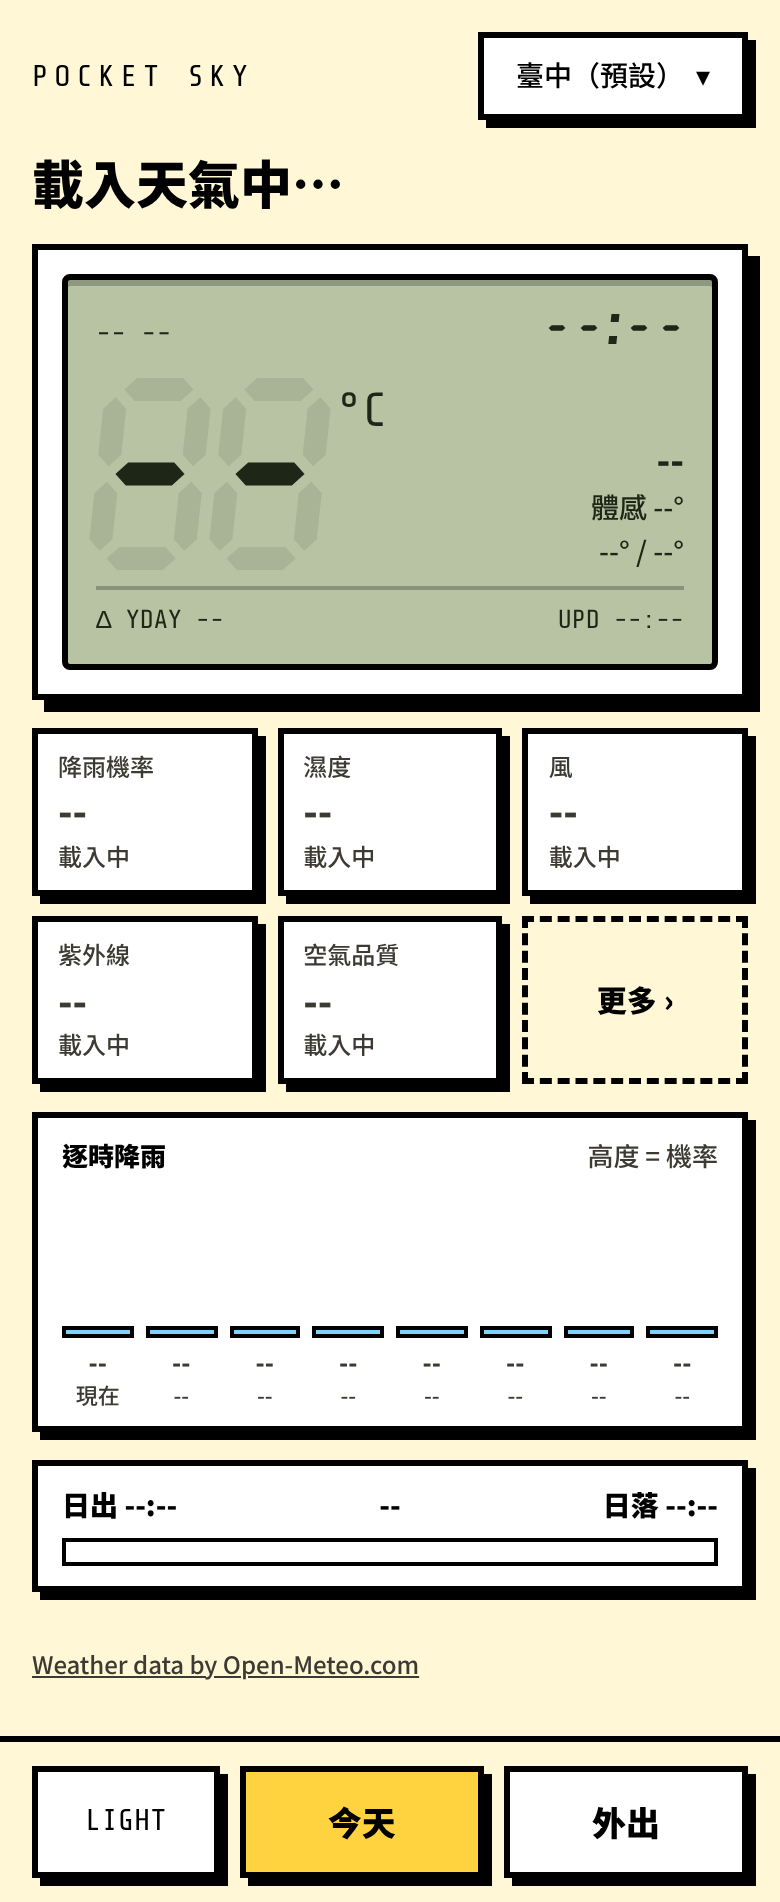 POCKET SKY
臺中（預設） ▼
載入天氣中…
-- --
--:--
-- °C
--
體感 --°
--° / --°
Δ YDAY --
UPD --:--
降雨機率
--
載入中
濕度
--
載入中
風
--
載入中
紫外線
--
載入中
空氣品質
--
載入中
更多 ›
逐時降雨
高度 = 機率
-- -- -- -- -- -- -- --
現在 -- -- -- -- -- -- --
日出 --:--
--
日落 --:--
Weather data by Open-Meteo.com
LIGHT
今天
外出